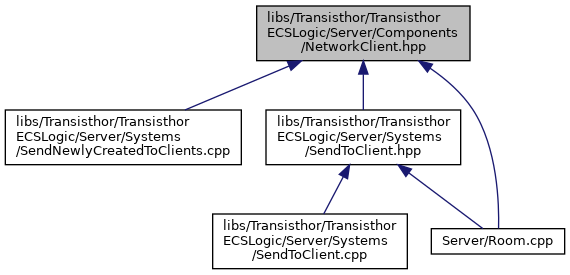 libs/Transisthor/Transisthor
ECSLogic/Server/Components
/NetworkClient.hpp
libs/Transisthor/Transisthor
ECSLogic/Server/Systems
/SendNewlyCreatedToClients.cpp
libs/Transisthor/Transisthor
ECSLogic/Server/Systems
/SendToClient.hpp
libs/Transisthor/Transisthor
ECSLogic/Server/Systems
/SendToClient.cpp
Server/Room.cpp